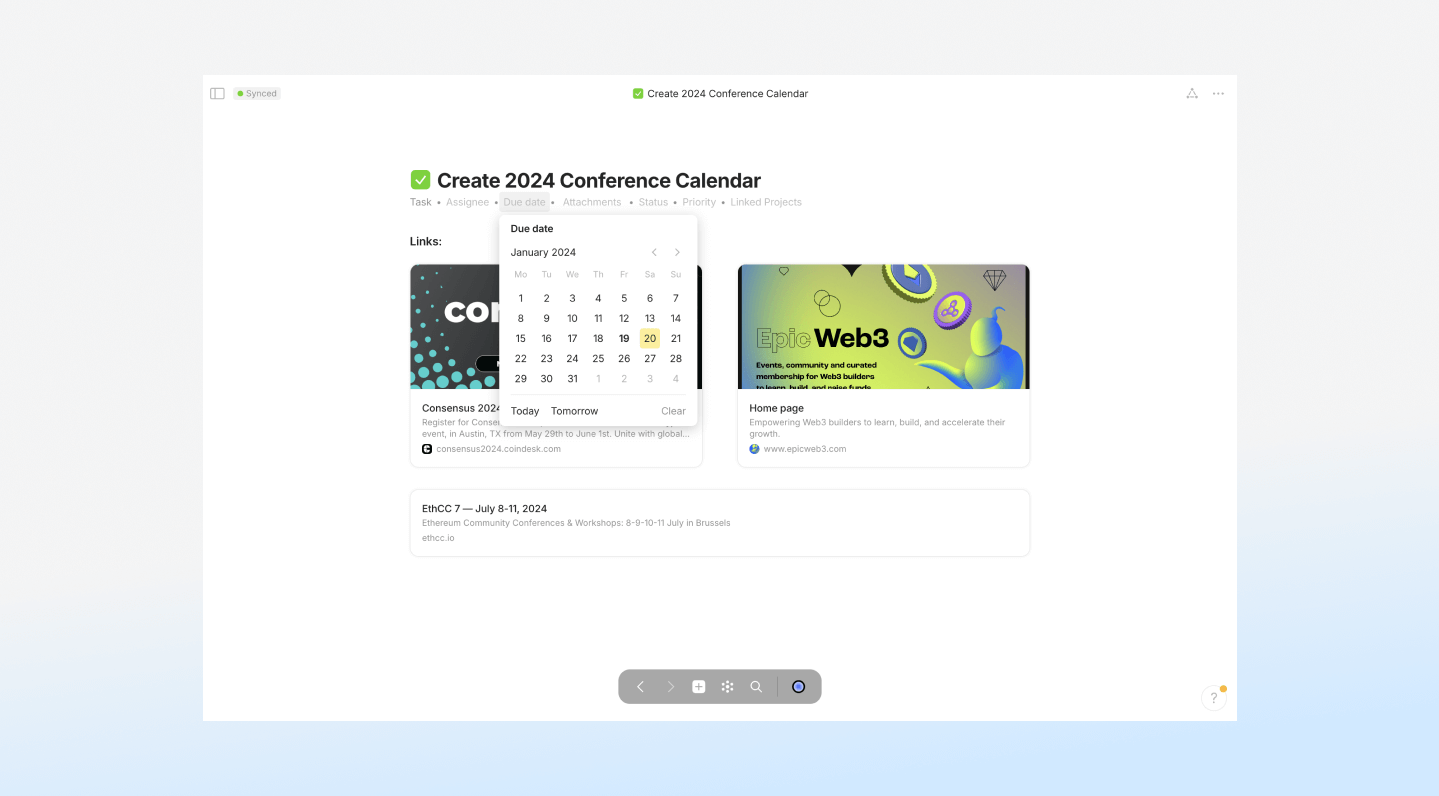 Synced
Create 2024 Conference Calendar
Create 2024 Conference Calendar
Task • Assignee • Due date • Attachments • Status • Priority • Linked Projects
Links:
Due date
January 2024
Mo Tu We Th Fr Sa Su
1 2 3 4 5 6 7
8 9 10 11 12 13 14
15 16 17 18 19 20 21
22 23 24 25 26 27 28
29 30 31 1 2 3 4
Today Tomorrow Clear
Consensus 2024
Register for
event, in Austin, TX from May 29th to June 1st. Unite with global...
consensus2024.coindesk.com
Epic Web3
Events, community and curated
membership for Web3 builders
to learn, build, and raise funds
Home page
Empowering Web3 builders to learn, build, and accelerate their
growth.
www.epicweb3.com
EthCC 7 — July 8-11, 2024
Ethereum Community Conferences & Workshops: 8-9-10-11 July in Brussels
ethcc.io
?